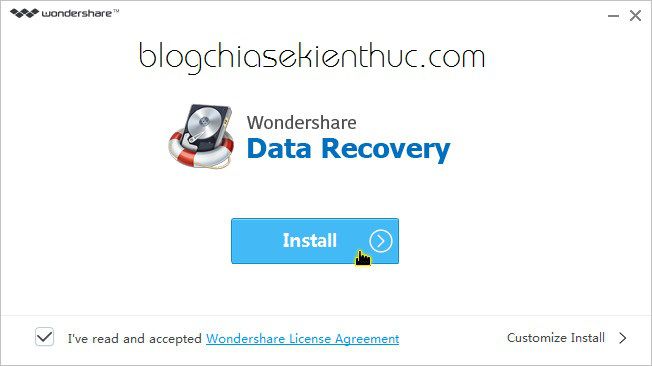 wondershare™
blogchiasekienthuc.com
Wondershare
Data Recovery
Install
I've read and accepted Wondershare License Agreement
Customize Install